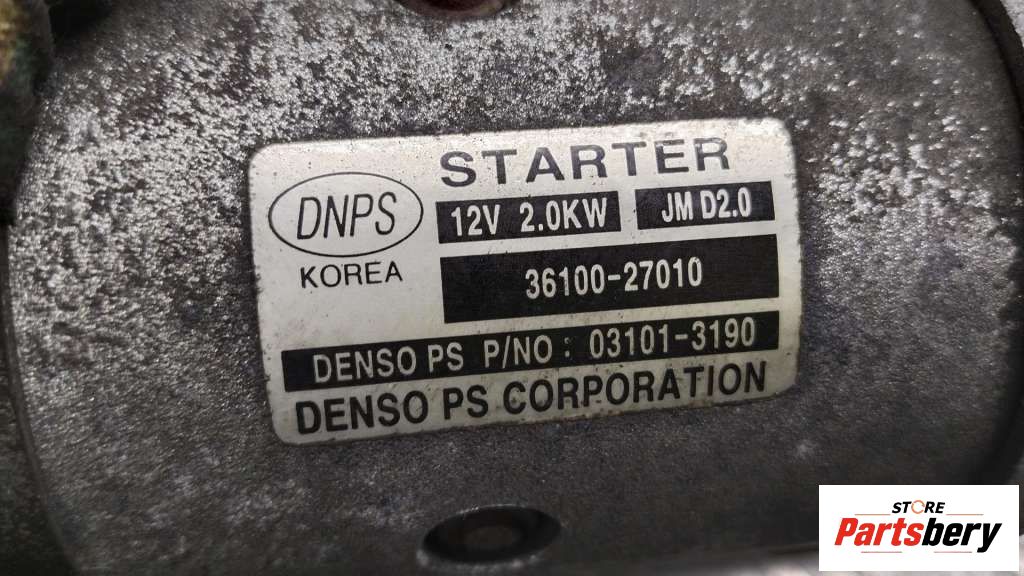 STARTER
DNPS
12V 2.0KW JM D2.0
KOREA
36100-27010
DENSO PS P/NO : 03101-3190
DENSO PS CORPORATION
STORE
Partsbery